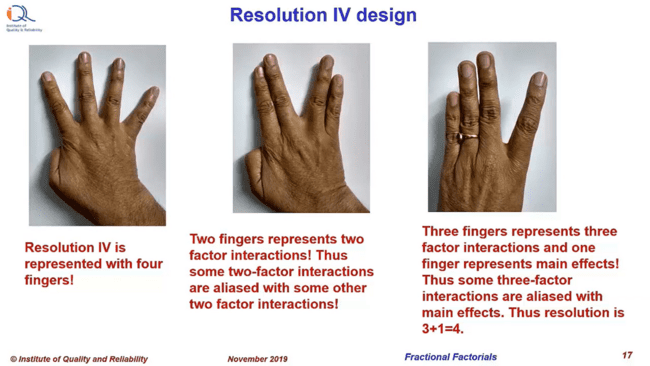 Resolution IV design
Institute of
Quality & Reliability
Resolution IV is
represented with four
fingers!
Two fingers represents two
factor interactions! Thus
some two-factor interactions
are aliased with some other
two factor interactions!
Three fingers represents three
factor interactions and one
finger represents main effects!
Thus some three-factor
interactions are aliased with
main effects. Thus resolution is
3+1=4.
© Institute of Quality and Reliability
November 2019
Fractional Factorials
17